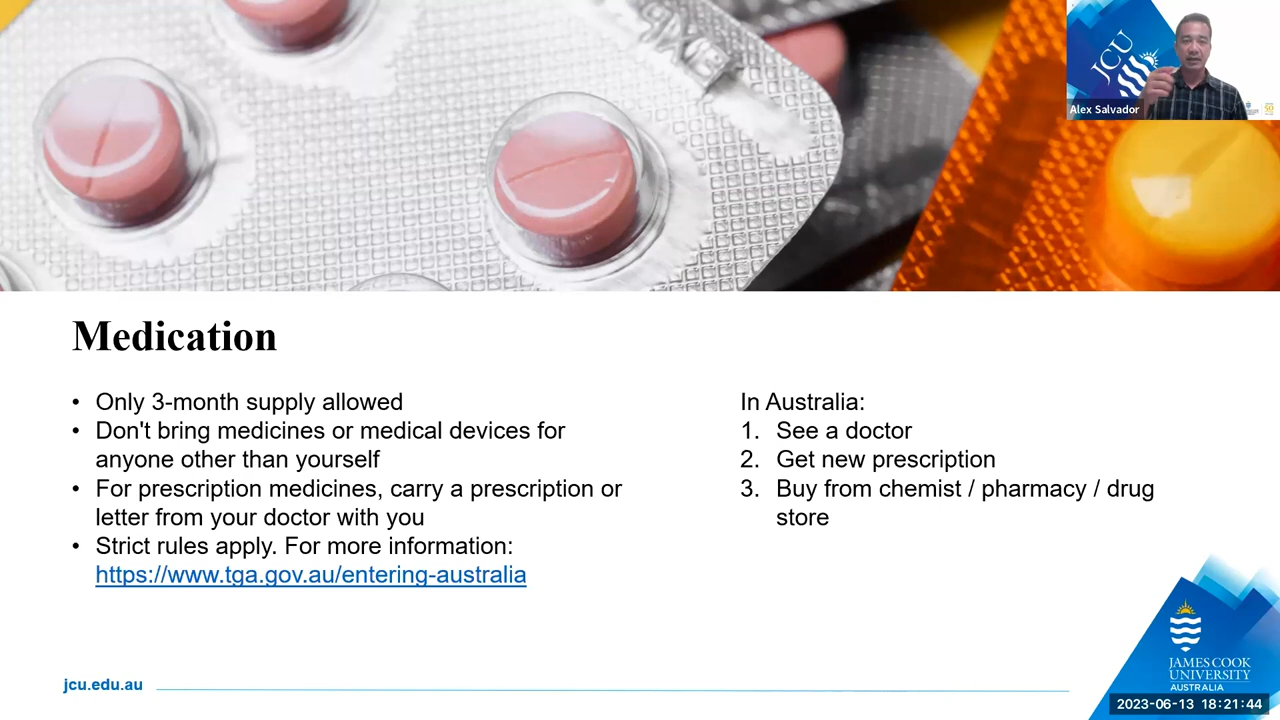 EXP
JCU
Alex Salvador
Medication
• Only 3-month supply allowed
• Don't bring medicines or medical devices for
anyone other than yourself
• For prescription medicines, carry a prescription or
letter from your doctor with you
• Strict rules apply. For more information:
https://www.tga.gov.au/entering-australia
In Australia:
1. See a doctor
2. Get new prescription
3. Buy from chemist / pharmacy / drug
store
jcu.edu.au
JAMES COOK
UNIVERSITY
AUSTRALIA
2023-06-13 18:21:44